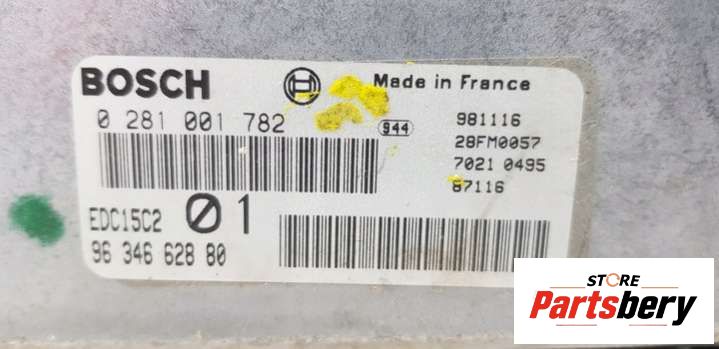 BOSCH
Made in France
0 281 001 782
944
981116
28FM0057
7021 0495
87116
EDC15C2
01
96 346 628 80
STORE
Partsbery